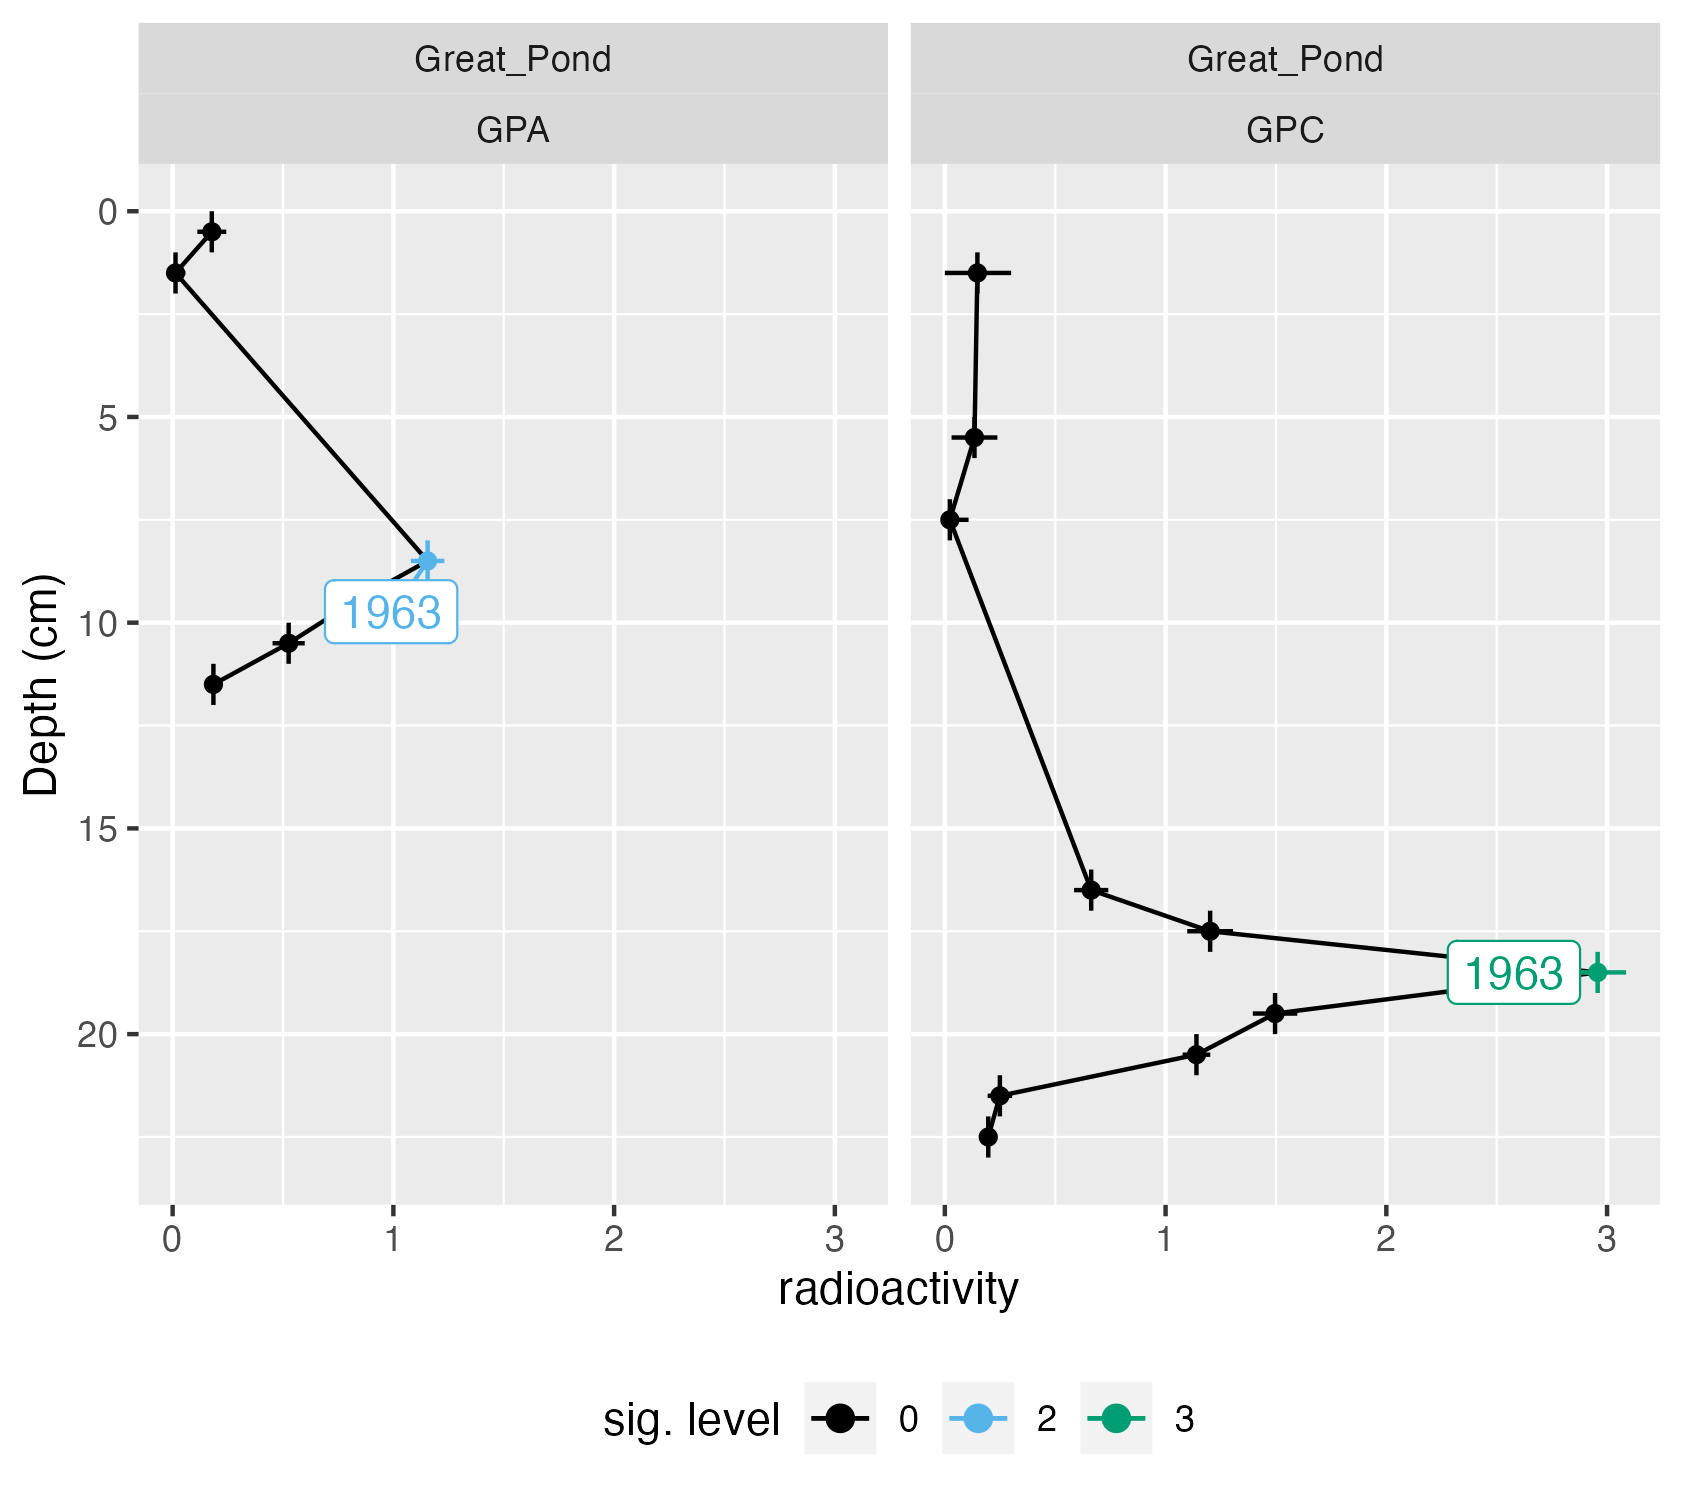 Great_Pond Great_Pond
GPA GPC
0
5
10
15
20
Depth (cm)
1963
1963
0 1 2 3 0 1 2 3
radioactivity
sig. level 0 2 3